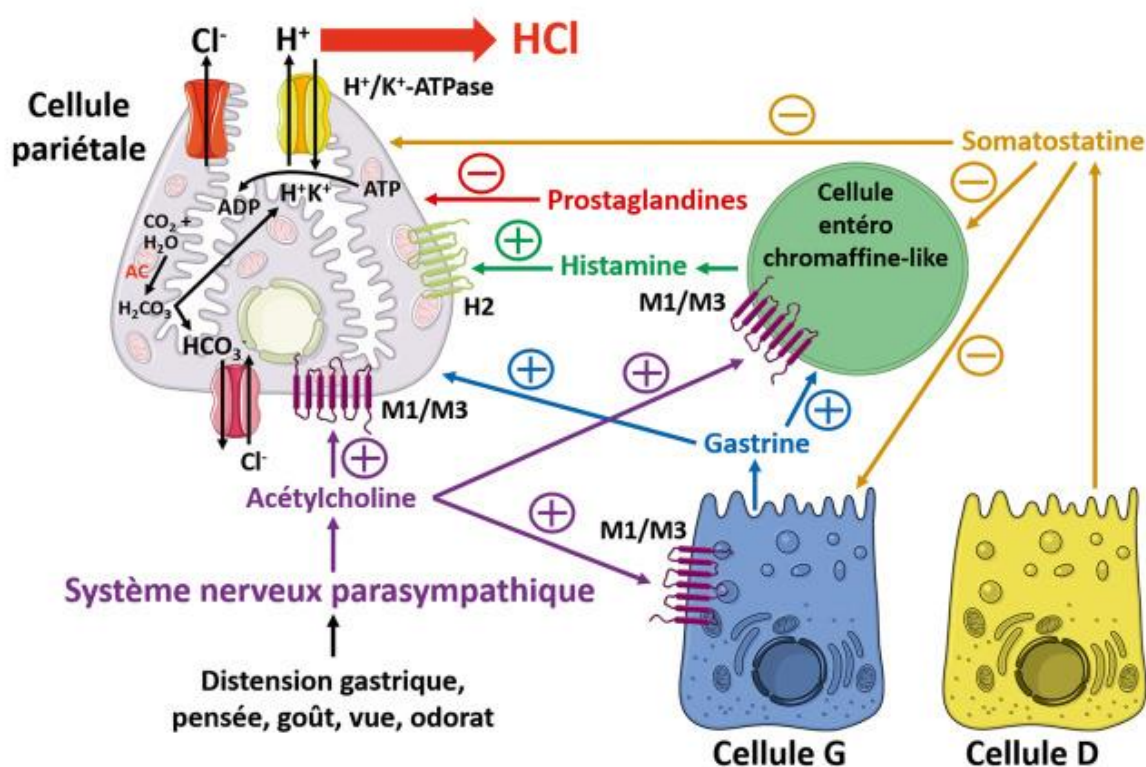 Cl⁻
H⁺
HCl
H⁺/K⁺-ATPase
Cellule
pariétale
Somatostatine
ADP
H⁺K⁺
ATP
Prostaglandines
Cellule
entéro
chromaffine-like
CO₂ +
H₂O
AC
H₂CO₃
Histamine
H2
M1/M3
HCO₃⁻
M1/M3
Cl⁻
Gastrine
Acétylcholine
M1/M3
Système nerveux parasympathique
Distension gastrique,
pensée, goût, vue, odorat
Cellule G
Cellule D